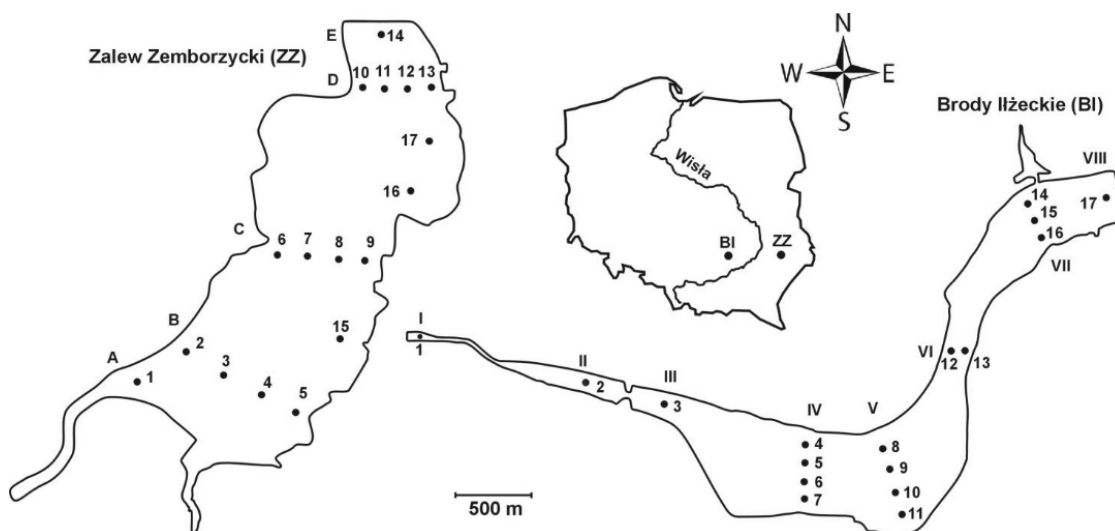 Zalew Zemborzycki (ZZ)
E
14
D
10 11 12 13
17
16
C
6 7 8 9
B
2
15
A
1
3
4
5
N
W E
S
Wisła
BI
ZZ
Brody Iłżeckie (BI)
VIII
14
15
16
17
VII
I
1
II
2
III
3
IV
4
5
6
7
V
8
9
10
11
VI
12 13
500 m